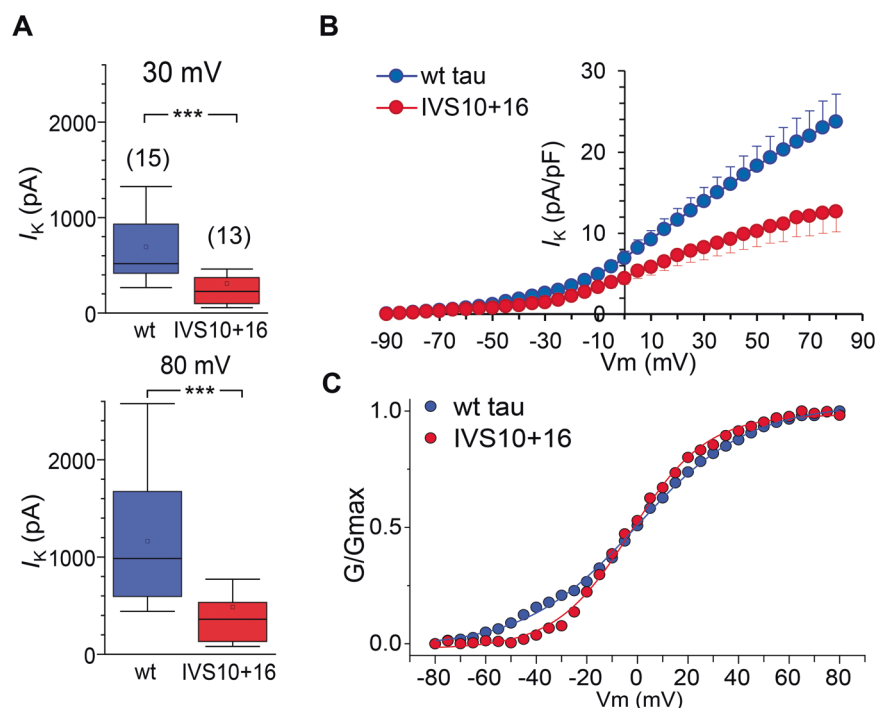 A
30 mV
***
2000
(15)
(13)
1000
0
I_K (pA)
wt
IVS10+16
80 mV
***
2000
1000
0
I_K (pA)
wt
IVS10+16
B
wt tau
IVS10+16
30
20
10
0
I_K (pA/pF)
-90 -70 -50 -30 -10 10 30 50 70 90
Vm (mV)
C
wt tau
IVS10+16
1.0
0.5
0.0
G/Gmax
-80 -60 -40 -20 0 20 40 60 80
Vm (mV)